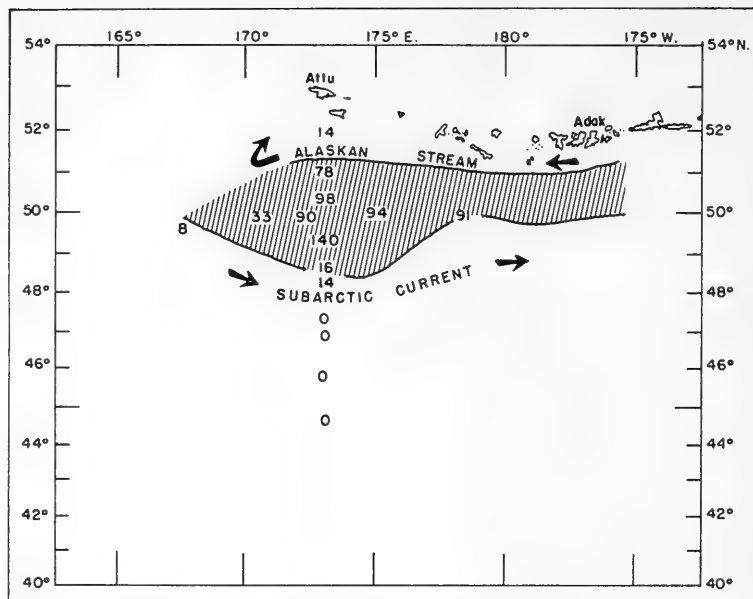 165° 170° 175° E. 180° 175° W.
54° 54° N.
Attu
52° 14 Adak 52°
ALASKAN STREAM
78
98
50° 8 33 90 94 91 50°
140
16
14
48° SUBARCTIC CURRENT 48°
0
0
46° 46°
0
0
44° 44°
42° 42°
40° 40°